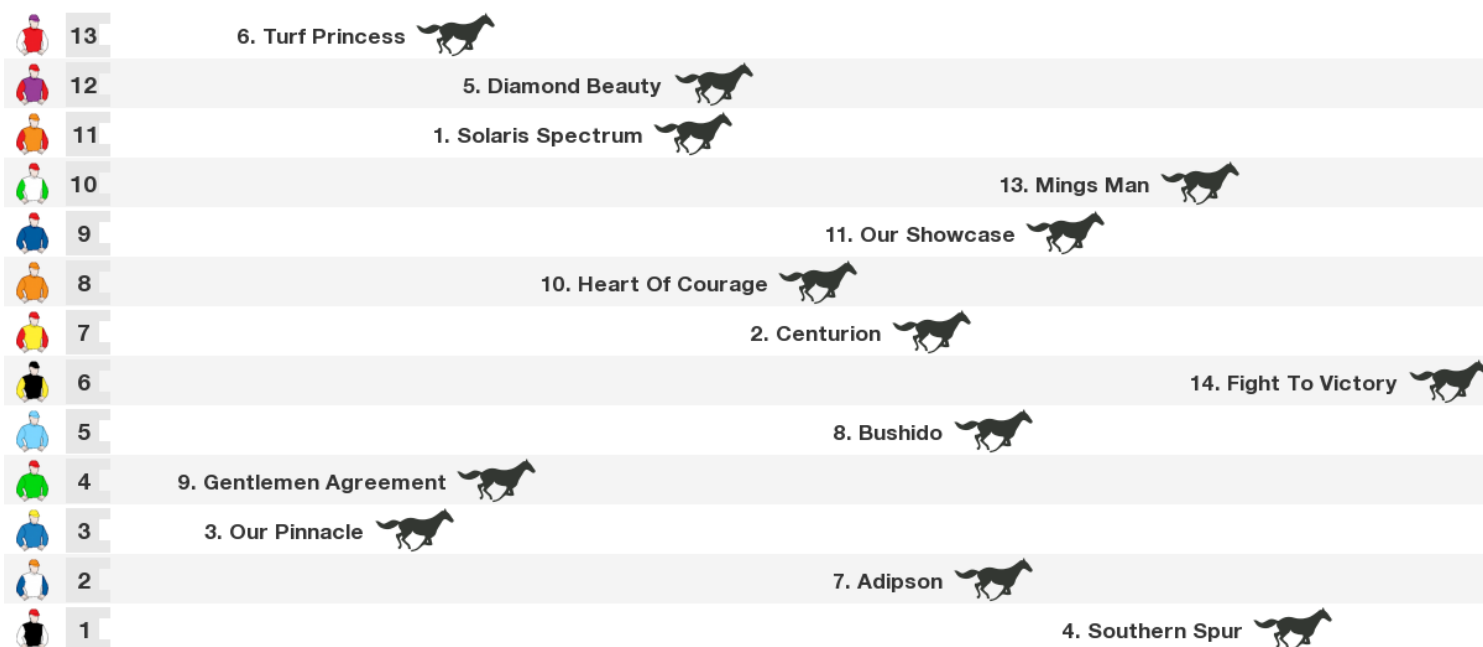 13 6. Turf Princess
12 5. Diamond Beauty
11 1. Solaris Spectrum
10 13. Mings Man
9 11. Our Showcase
8 10. Heart Of Courage
7 2. Centurion
6 14. Fight To Victory
5 8. Bushido
4 9. Gentlemen Agreement
3 3. Our Pinnacle
2 7. Adipson
1 4. Southern Spur